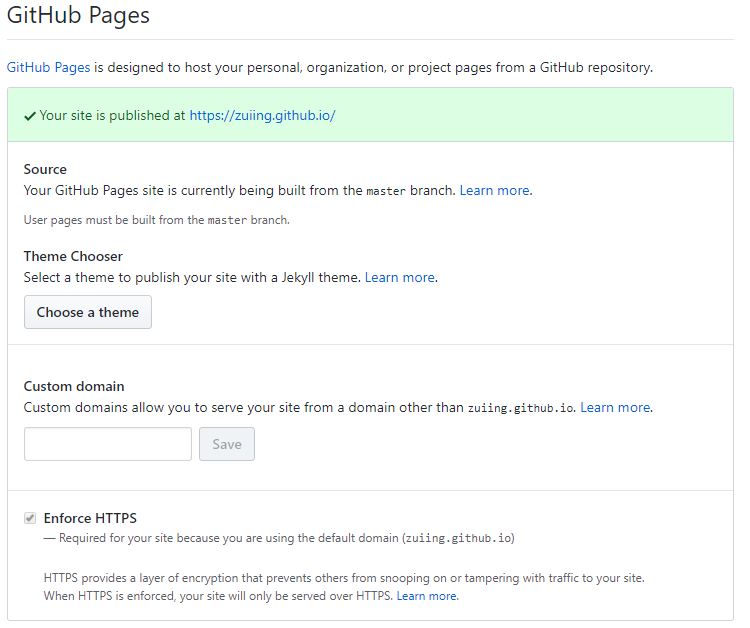 GitHub Pages
GitHub Pages is designed to host your personal, organization, or project pages from a GitHub repository.
Your site is published at https://zuiing.github.io/
Source
Your GitHub Pages site is currently being built from the master branch. Learn more.
User pages must be built from the master branch.
Theme Chooser
Select a theme to publish your site with a Jekyll theme. Learn more.
Choose a theme
Custom domain
Custom domains allow you to serve your site from a domain other than zuiing.github.io. Learn more.
Save
Enforce HTTPS
— Required for your site because you are using the default domain (zuiing.github.io)
HTTPS provides a layer of encryption that prevents others from snooping on or tampering with traffic to your site.
When HTTPS is enforced, your site will only be served over HTTPS. Learn more.